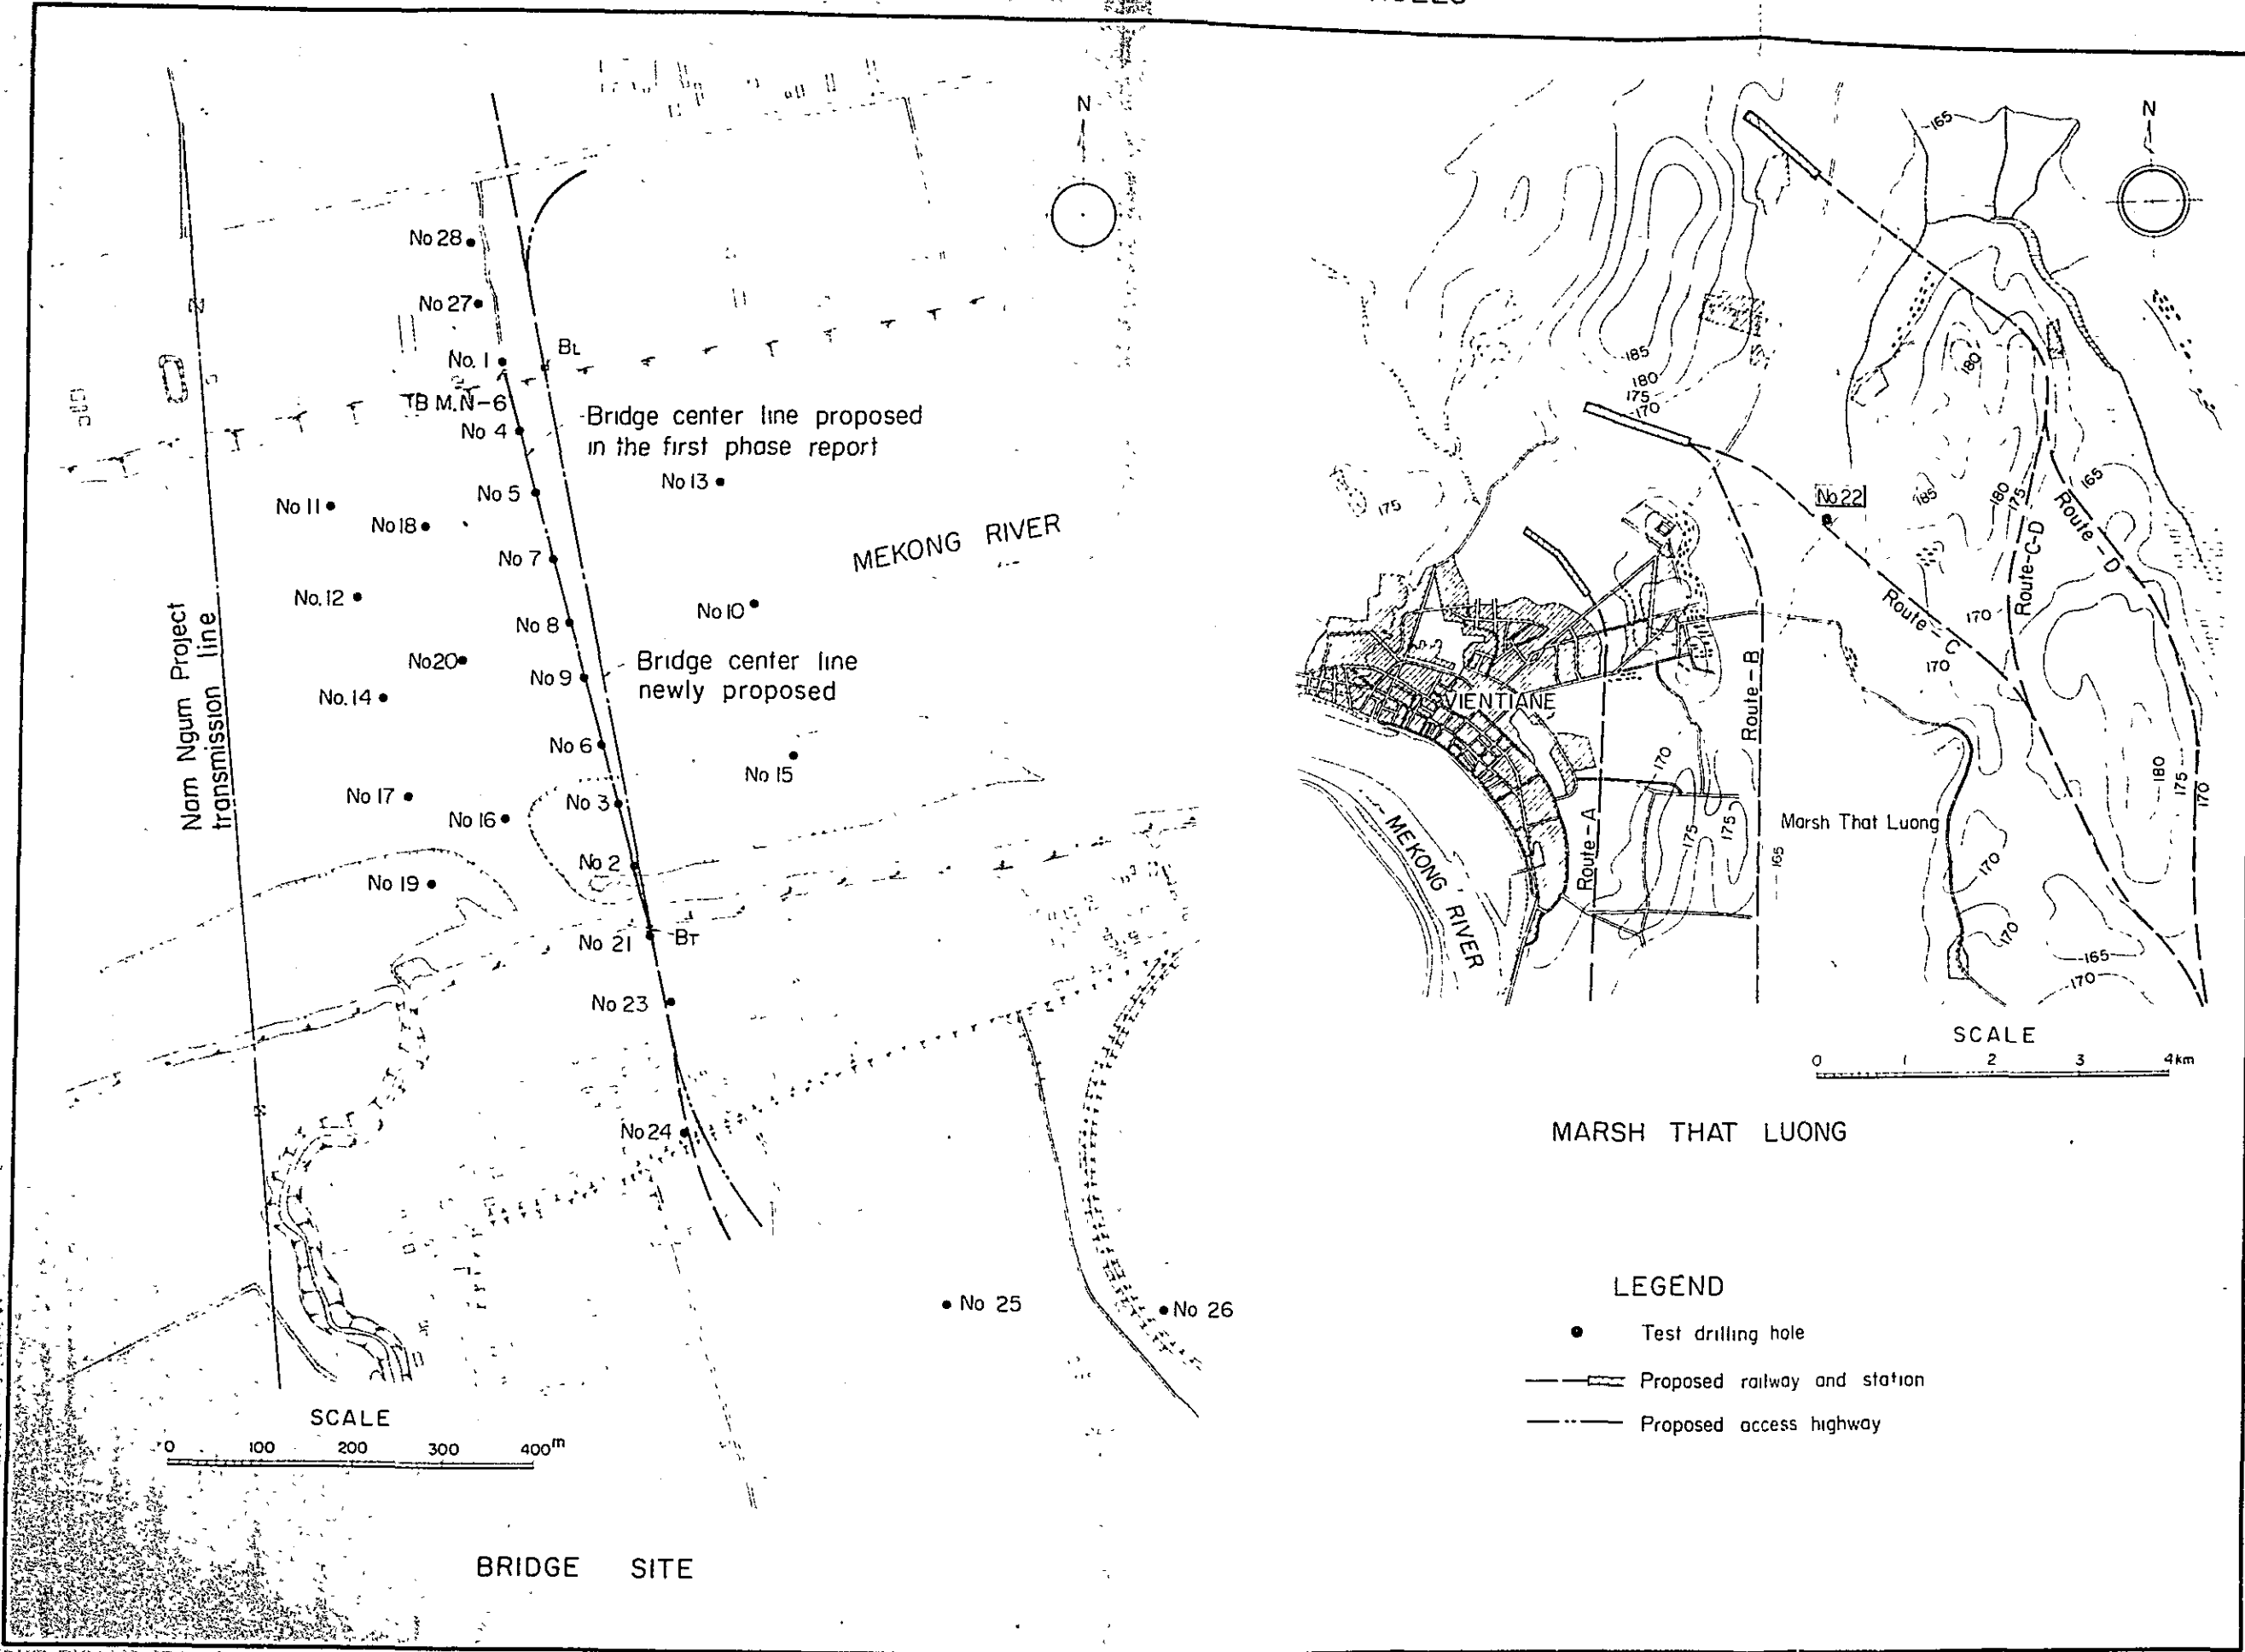 N
No 28
No 27
No. 1
BL
T.B M.N-6
No 4
Bridge center line proposed
in the first phase report
No 5
No 13
No 11
No 18
No 7
MEKONG RIVER
No. 12
No 10
No 8
No20
Bridge center line
newly proposed
No 9
No. 14
Nam Ngum Project
transmission line
No 6
No 15
No 17
No 3
No 16
No 2
No 19
No 21
BT
No 23
No 24
No 25
No 26
SCALE
0 100 200 300 400m
BRIDGE SITE
N
165
185
180
175
170
180
No 22
175
185
180
175
165
Route-C-D
Route - D
Route - C
170
170
VIENTIANE
Route - B
170
180
175
170
Marsh That Luong
175
175
Route - A
165
MEKONG RIVER
170
170
165
170
SCALE
0 1 2 3 4km
MARSH THAT LUONG
LEGEND
Test drilling hole
Proposed railway and station
Proposed access highway